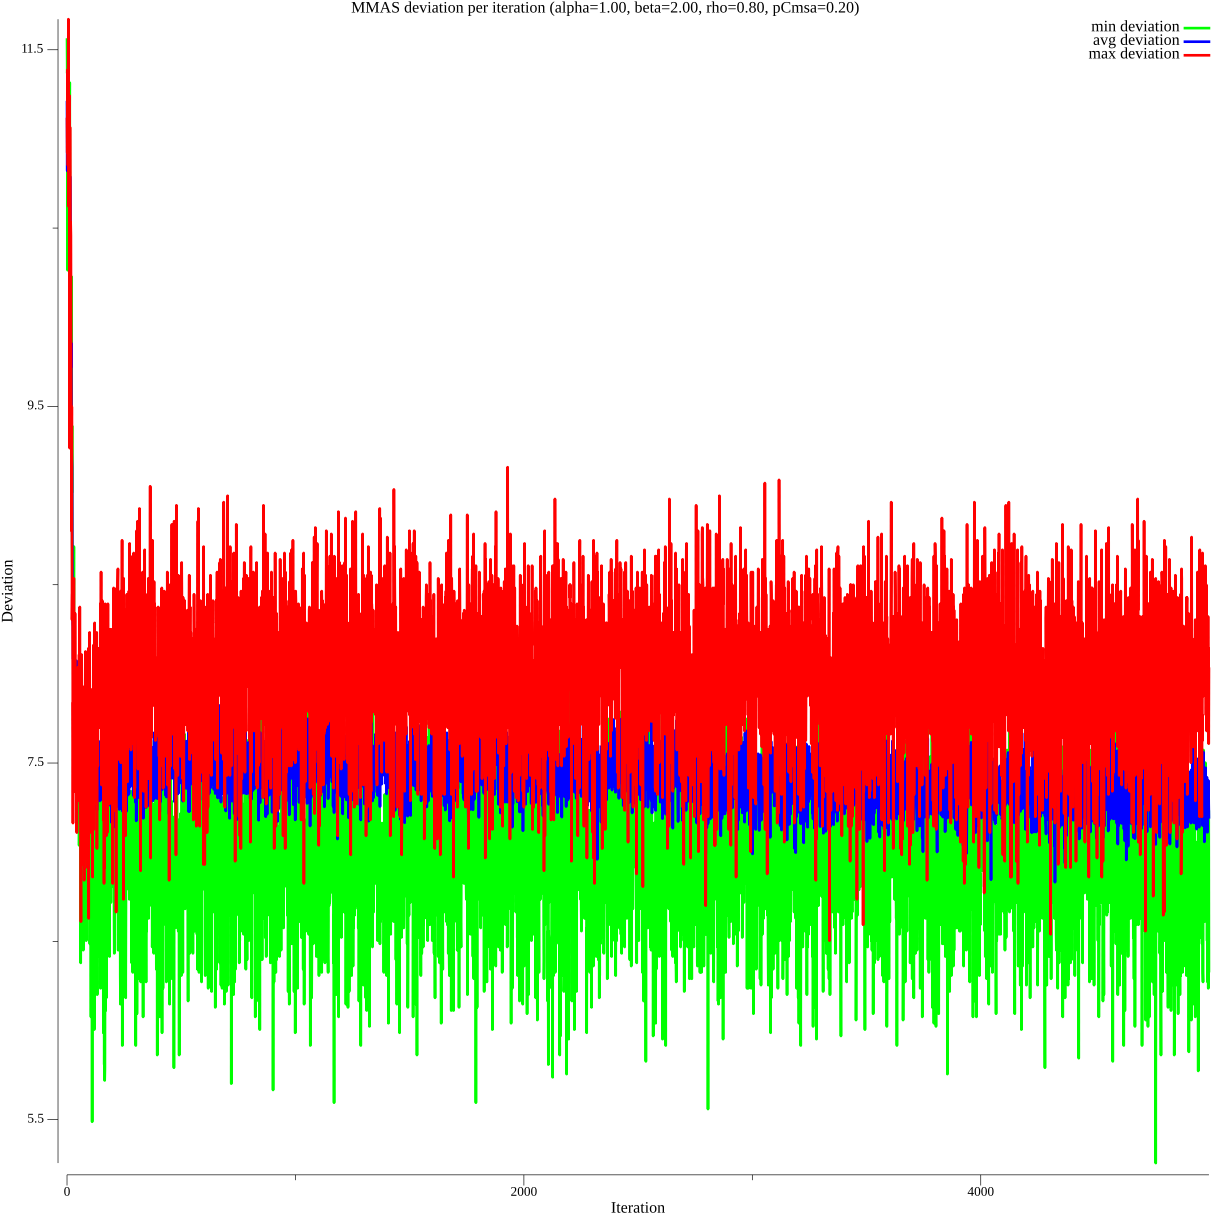 MMAS deviation per iteration (alpha=1.00, beta=2.00, rho=0.80, pCmsa=0.20)
min deviation
avg deviation
max deviation
11.5
9.5
7.5
5.5
Deviation
0
2000
4000
Iteration